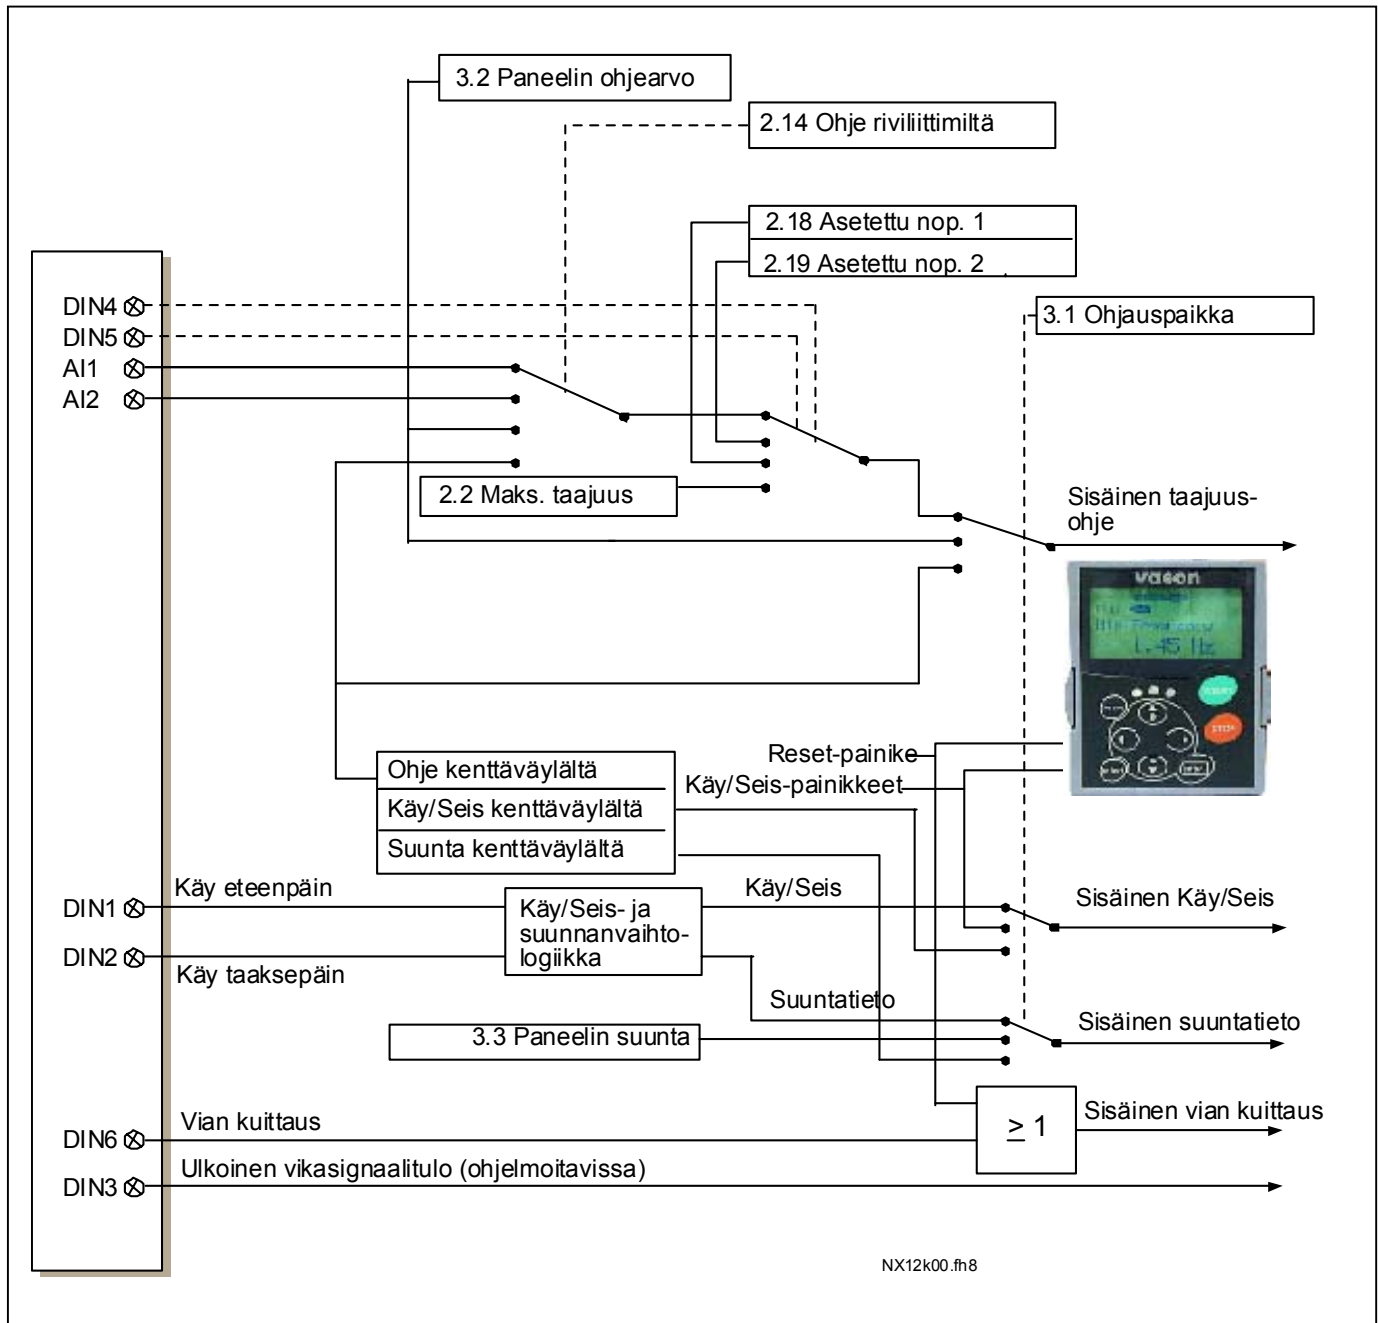 3.2 Paneelin ohjearvo
2.14 Ohje riviliittimiltä
2.18 Asetettu nop. 1
2.19 Asetettu nop. 2
3.1 Ohjauspaikka
DIN4
DIN5
AI1
AI2
2.2 Maks. taajuus
Sisäinen taajuus-
ohje
vacon
1.45 Hz
Reset-painike
Ohje kenttäväylältä
Käy/Seis-painikkeet
Käy/Seis kenttäväylältä
Suunta kenttäväylältä
Käy eteenpäin
Käy/Seis
Sisäinen Käy/Seis
DIN1
Käy/Seis- ja
suunnanvaihto-
logiikka
DIN2
Käy taaksepäin
Suuntatieto
Sisäinen suuntatieto
3.3 Paneelin suunta
Vian kuittaus
Sisäinen vian kuittaus
≥ 1
DIN6
Ulkoinen vikasignaalitulo (ohjelmoitavissa)
DIN3
NX12k00.fh8